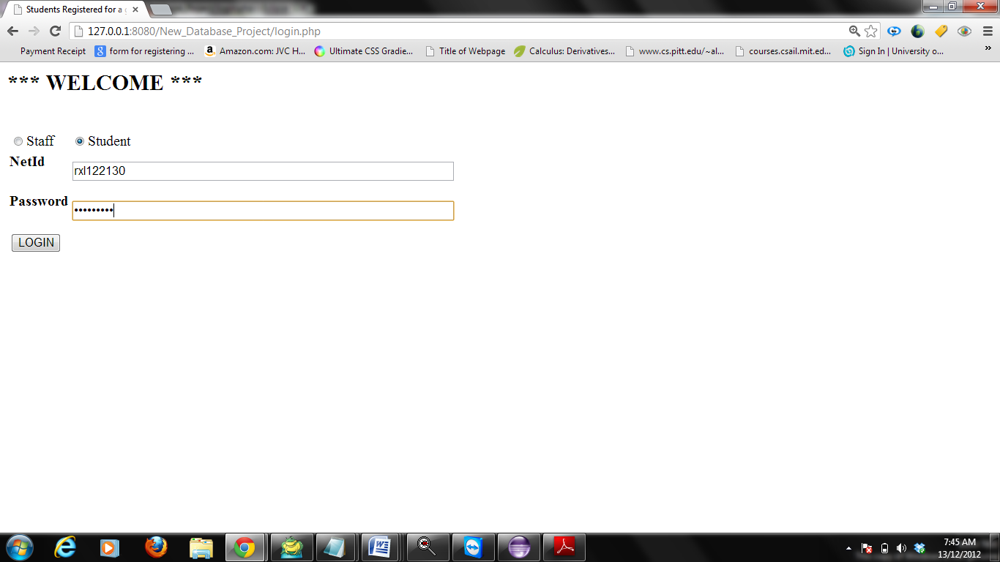 Students Registered for a
127.0.0.1:8080/New_Database_Project/login.php
Payment Receipt form for registering ... Amazon.com: JVC H... Ultimate CSS Gradie... Title of Webpage Calculus: Derivatives... www.cs.pitt.edu/~al... courses.csail.mit.ed... Sign In | University o... »
*** WELCOME ***
Staff Student
NetId
rxl122130
Password
•••••••••
LOGIN
7:45 AM
13/12/2012